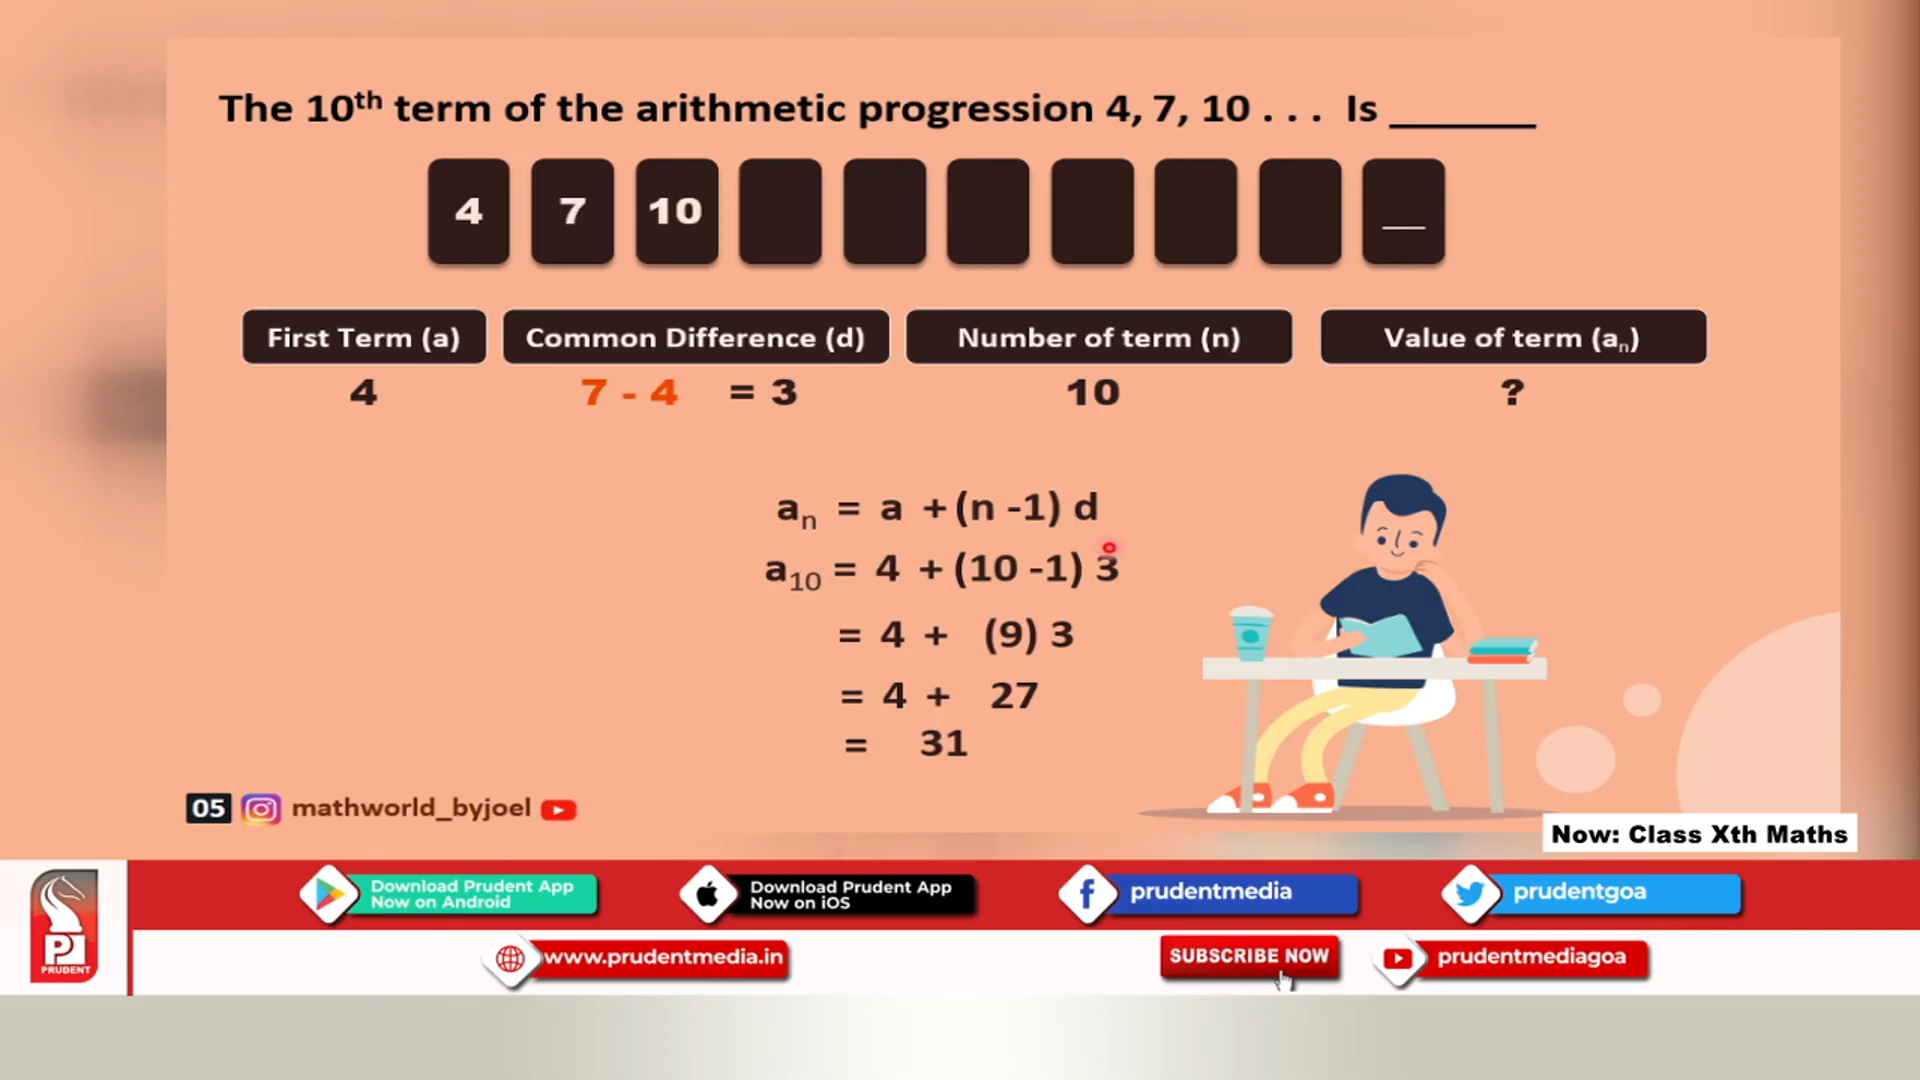 The 10th term of the arithmetic progression 4, 7, 10 . . . Is _______
4 7 10 __
First Term (a) Common Difference (d) Number of term (n) Value of term (an)
4 7 - 4 = 3 10 ?
an = a + (n -1) d
a10 = 4 + (10 -1) 3
= 4 + (9) 3
= 4 + 27
= 31
05 mathworld_byjoel
Now: Class Xth Maths
Download Prudent App
Now on Android
Download Prudent App
Now on iOS
prudentmedia
prudentgoa
PRUDENT
www.prudentmedia.in
SUBSCRIBE NOW
prudentmediagoa